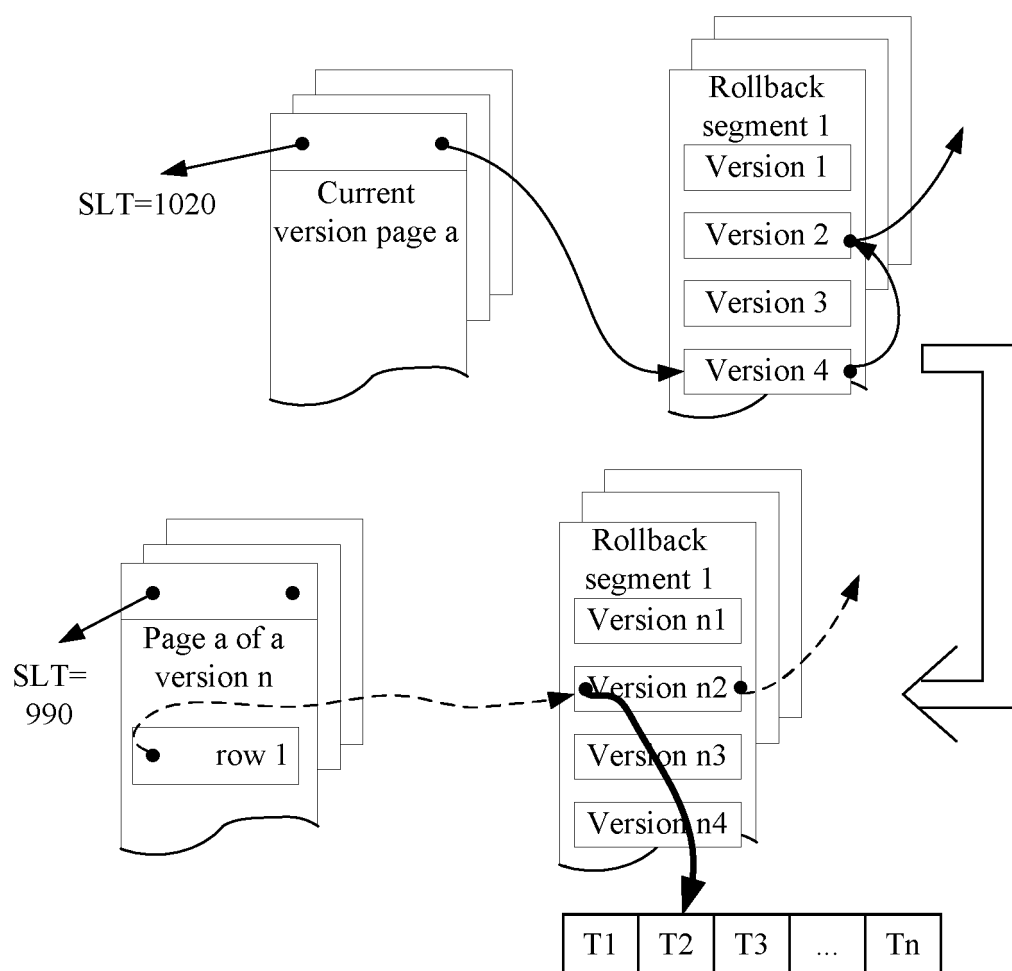 Rollback
segment 1
Version 1
Version 2
Version 3
Version 4
SLT=1020
Current
version page a
Rollback
segment 1
Version n1
Version n2
Version n3
Version n4
Page a of a
version n
SLT=
990
row 1
T1 T2 T3 ... Tn